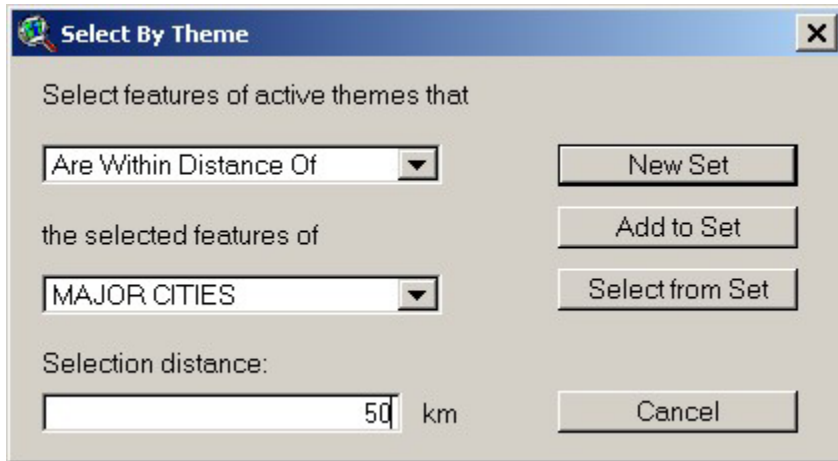 Select By Theme
Select features of active themes that
Are Within Distance Of
New Set
the selected features of
Add to Set
MAJOR CITIES
Select from Set
Selection distance:
50 km
Cancel